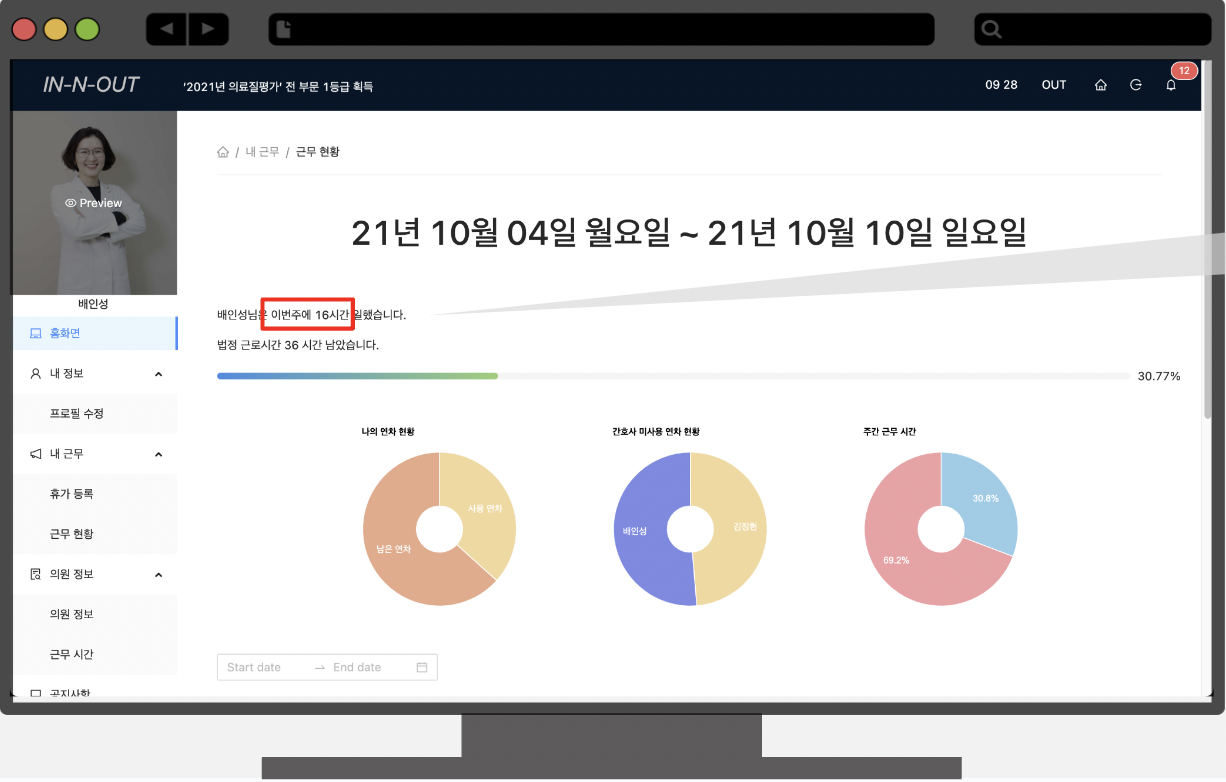 IN-N-OUT
'2021년 의료질평가' 전 부문 1등급 획득
09 28 OUT
12
Preview
배인성
홈화면
내 정보
프로필 수정
내 근무
휴가 등록
근무 현황
의원 정보
의원 정보
근무 시간
공지사항
/ 내 근무 / 근무 현황
21년 10월 04일 월요일 ~ 21년 10월 10일 일요일
배인성님은 이번주에 16시간 일했습니다.
법정 근로시간 36 시간 남았습니다.
30.77%
나의 연차 현황
사용 연차
남은 연차
간호사 미사용 연차 현황
배인성
김정현
주간 근무 시간
30.8%
69.2%
Start date → End date